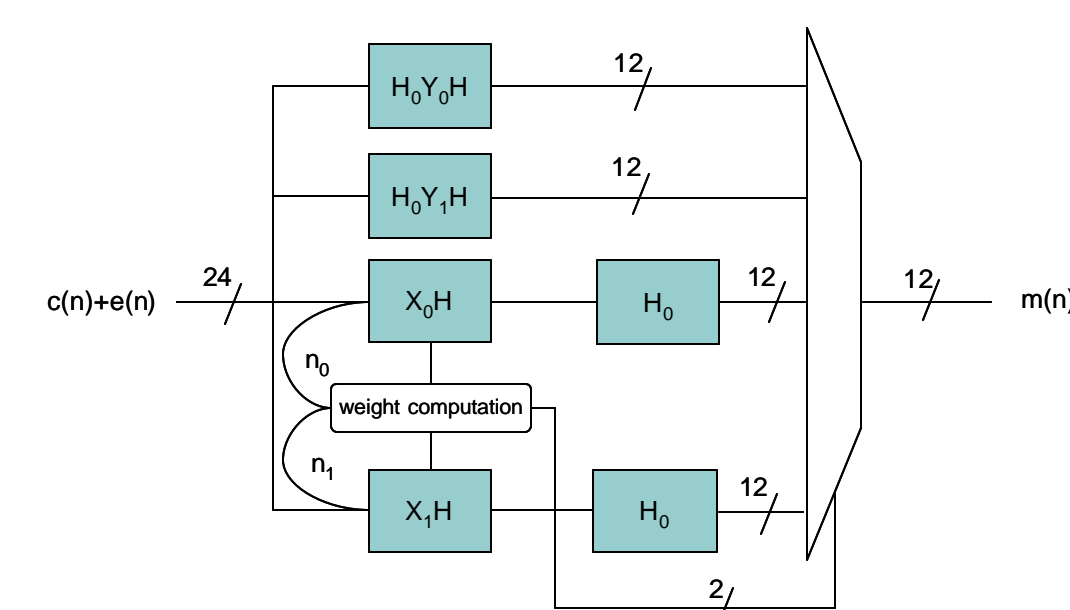 12
H₀Y₀H
12
H₀Y₁H
24
12
12
c(n)+e(n)
X₀H
H₀
m(n)
n₀
weight computation
n₁
12
X₁H
H₀
2